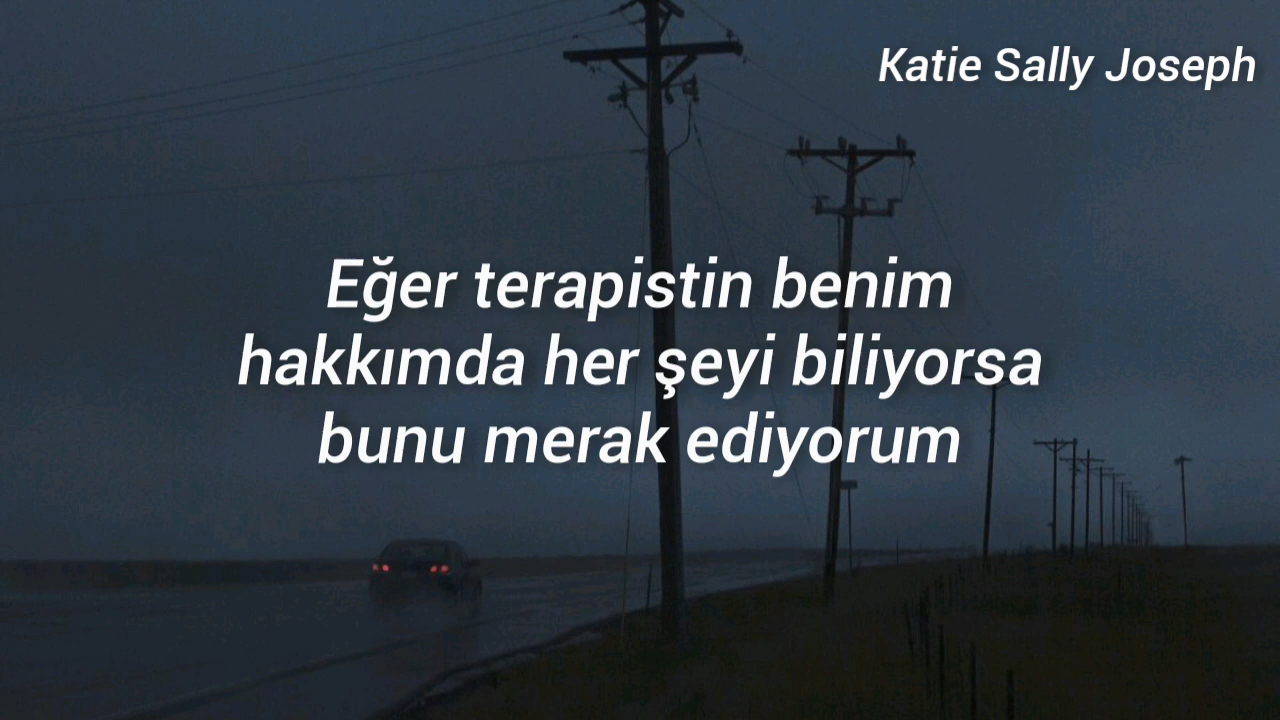 Katie Sally Joseph
Eğer terapistin benim
hakkımda her şeyi biliyorsa
bunu merak ediyorum